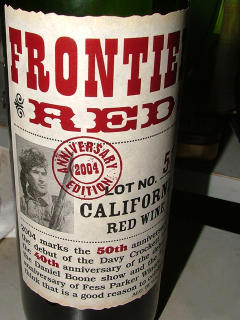 FRONTIE
RED
ANNIVERSARY
2004
EDITION
LOT NO. 5
CALIFORN
RED WINE
2004 marks the 50th annivers
the debut of the Davy Crock
40th anniversary of the
the Daniel Boone show and the
anniversary of Fess Parker Wine
think that is a good reason to